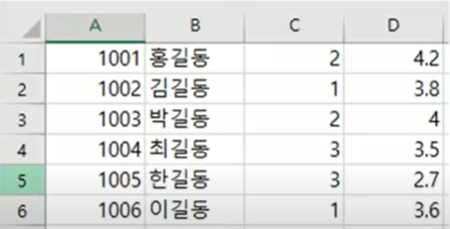 A B C D
1 1001 홍길동 2 4.2
2 1002 김길동 1 3.8
3 1003 박길동 2 4
4 1004 최길동 3 3.5
5 1005 한길동 3 2.7
6 1006 이길동 1 3.6